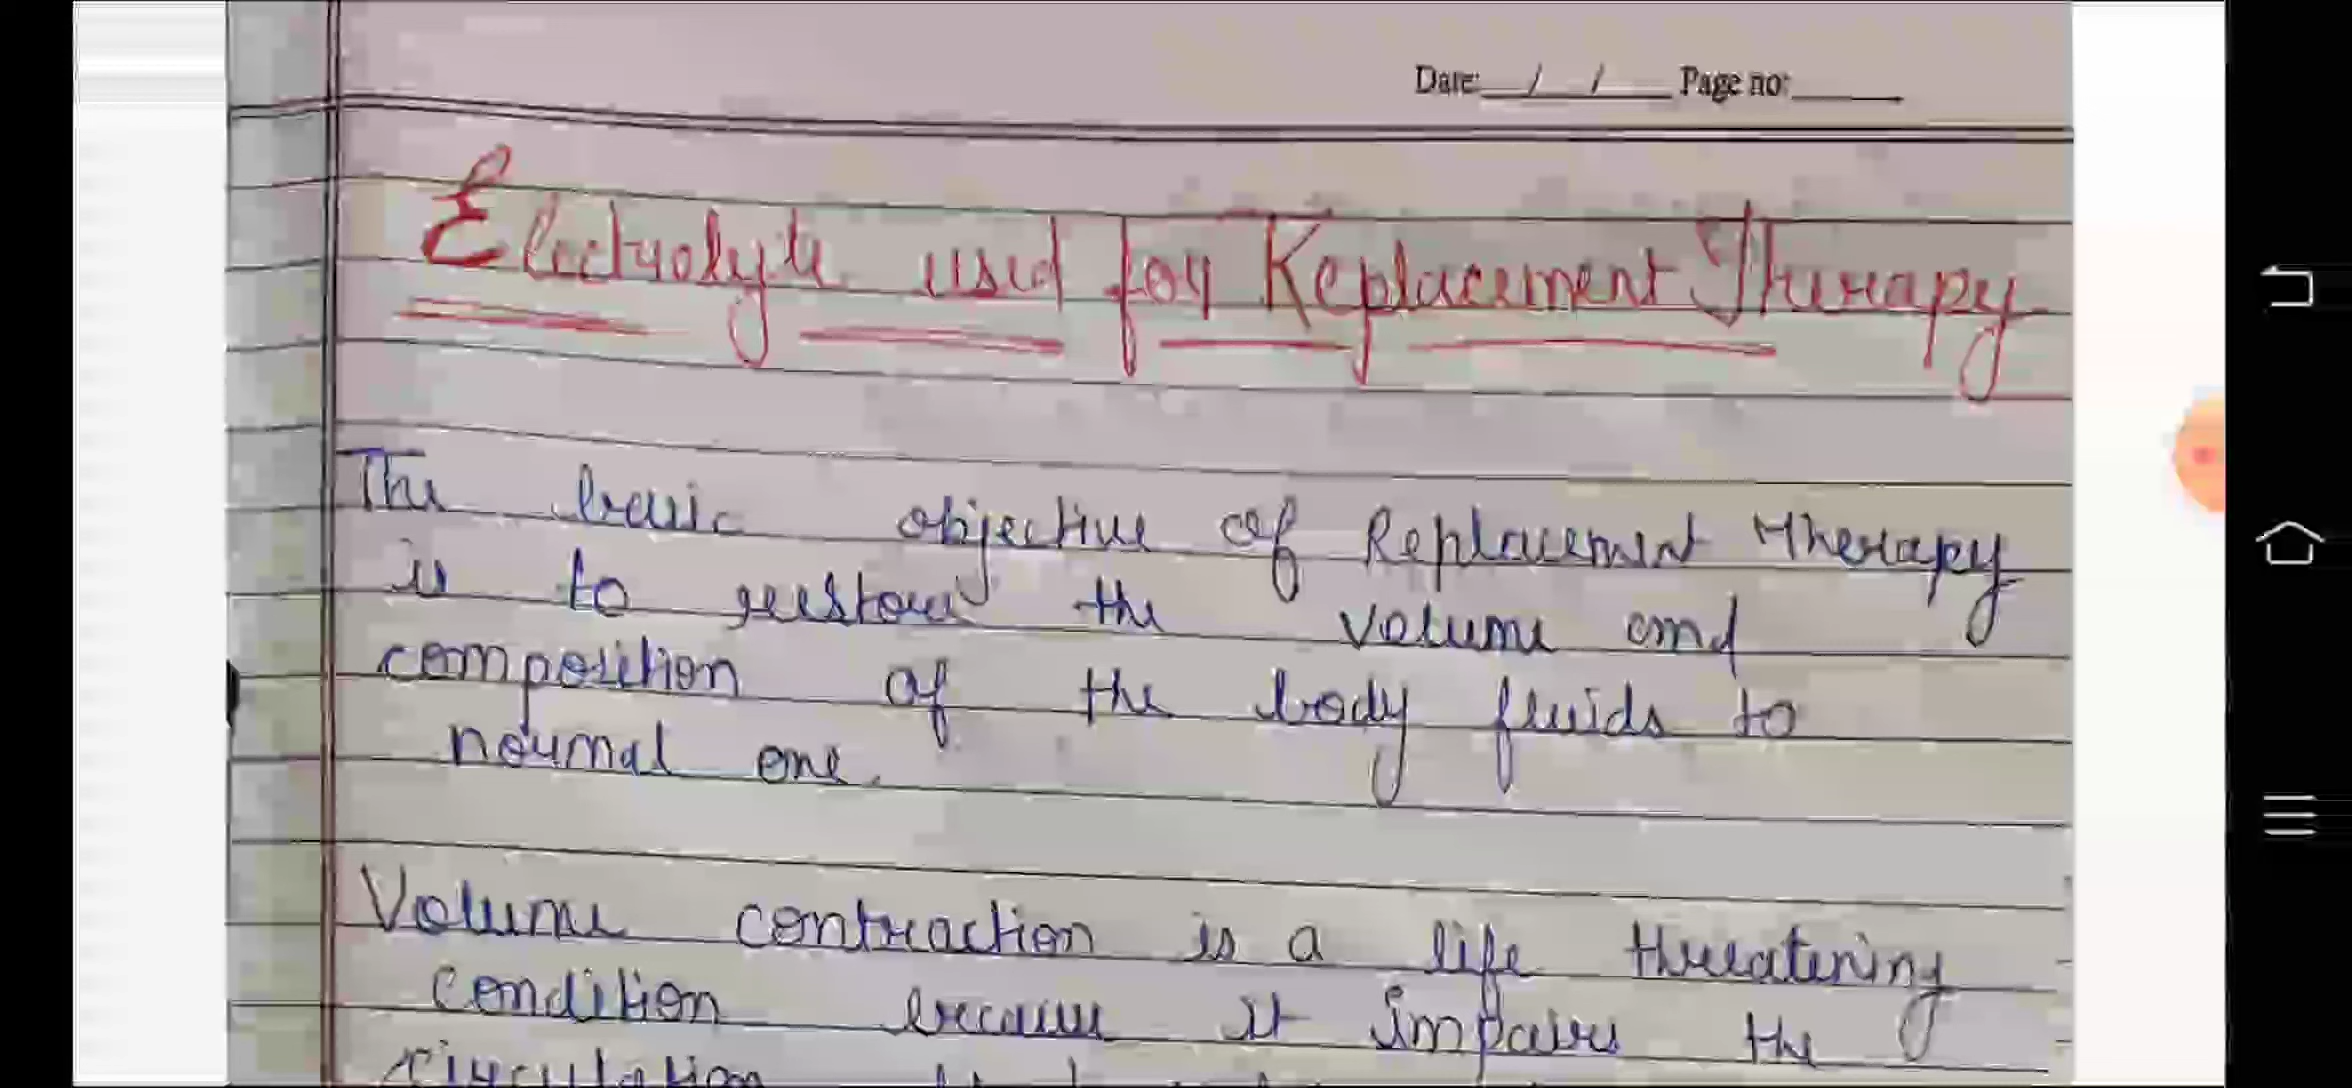 Date: / / Page no:
Electrolyte used for Replacement Therapy
The basic objective of Replacement therapy
is to restore the volume and
composition of the body fluids to
normal one.
Volume contraction is a life threatening
condition because it impairs the
circulation